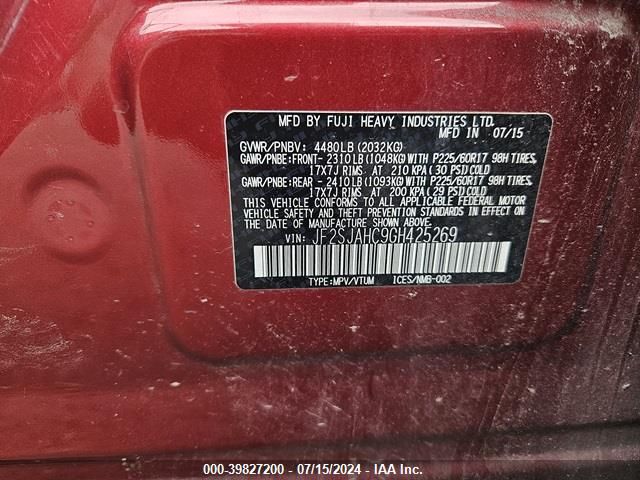 MFD BY FUJI HEAVY INDUSTRIES LTD.
MFD IN 07/15
GVWR/PNBV: 4480LB(2032KG)
GAWR/PNBE:FRONT- 2310LB(1048KG)WITH P225/60R17 98H TIRES,
17X7J RIMS. AT 210 KPA(30 PSI)COLD
GAWR/PNBE:REAR - 2410LB(1093KG)WITH P225/60R17 98H TIRES,
17X7J RIMS. AT 200 KPA(29 PSI)COLD
THIS VEHICLE CONFORMS TO ALL APPLICABLE FEDERAL MOTOR
VEHICLE SAFETY AND THEFT PREVENTION STANDARDS IN EFFECT ON
THE DATE OF MANUFACTURE SHOWN ABOVE.
VIN: JF2SJAHC9GH425269
TYPE:MPV/VTUM ICES/NMB-002
000-39827200 - 07/15/2024 - IAA Inc.